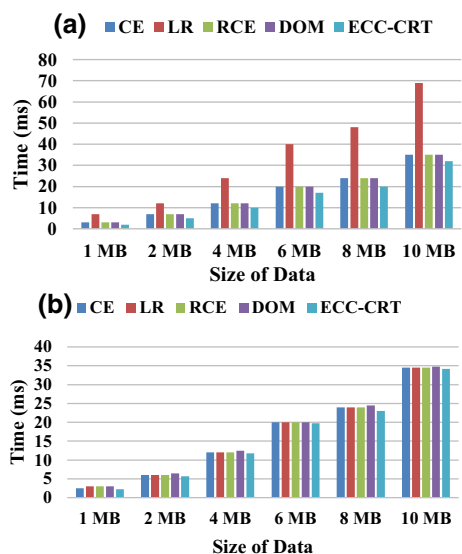 (a)
CE LR RCE DOM ECC-CRT
80
70
60
50
40
30
20
10
0
Time (ms)
1 MB 2 MB 4 MB 6 MB 8 MB 10 MB
Size of Data
(b)
CE LR RCE DOM ECC-CRT
40
35
30
25
20
15
10
5
0
Time (ms)
1 MB 2 MB 4 MB 6 MB 8 MB 10 MB
Size of Data